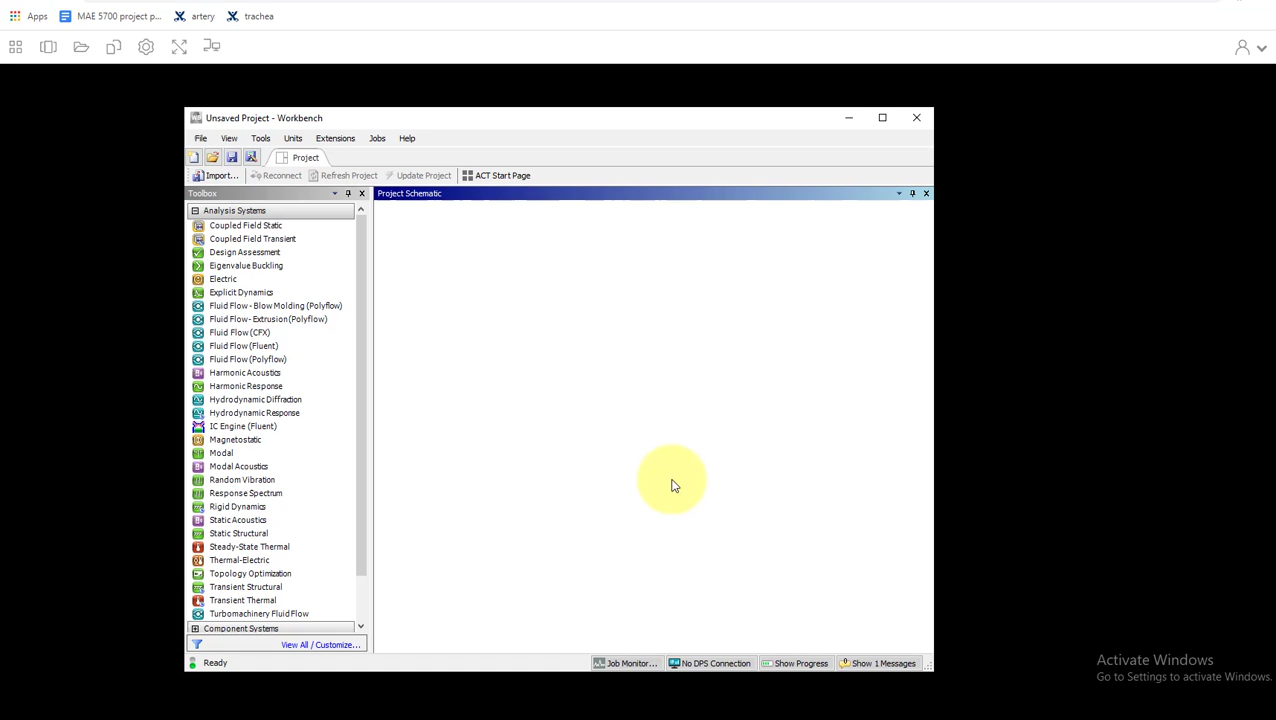 Apps MAE 5700 project p... artery trachea
Unsaved Project - Workbench
File View Tools Units Extensions Jobs Help
Project
Import... Reconnect Refresh Project Update Project ACT Start Page
Toolbox
Project Schematic
Analysis Systems
Coupled Field Static
Coupled Field Transient
Design Assessment
Eigenvalue Buckling
Electric
Explicit Dynamics
Fluid Flow - Blow Molding (Polyflow)
Fluid Flow- Extrusion (Polyflow)
Fluid Flow (CFX)
Fluid Flow (Fluent)
Fluid Flow (Polyflow)
Harmonic Acoustics
Harmonic Response
Hydrodynamic Diffraction
Hydrodynamic Response
IC Engine (Fluent)
Magnetostatic
Modal
Modal Acoustics
Random Vibration
Response Spectrum
Rigid Dynamics
Static Acoustics
Static Structural
Steady-State Thermal
Thermal-Electric
Topology Optimization
Transient Structural
Transient Thermal
Turbomachinery Fluid Flow
Component Systems
View All / Customize...
Ready
Job Monitor... No DPS Connection Show Progress Show 1 Messages
Activate Windows
Go to Settings to activate Windows.